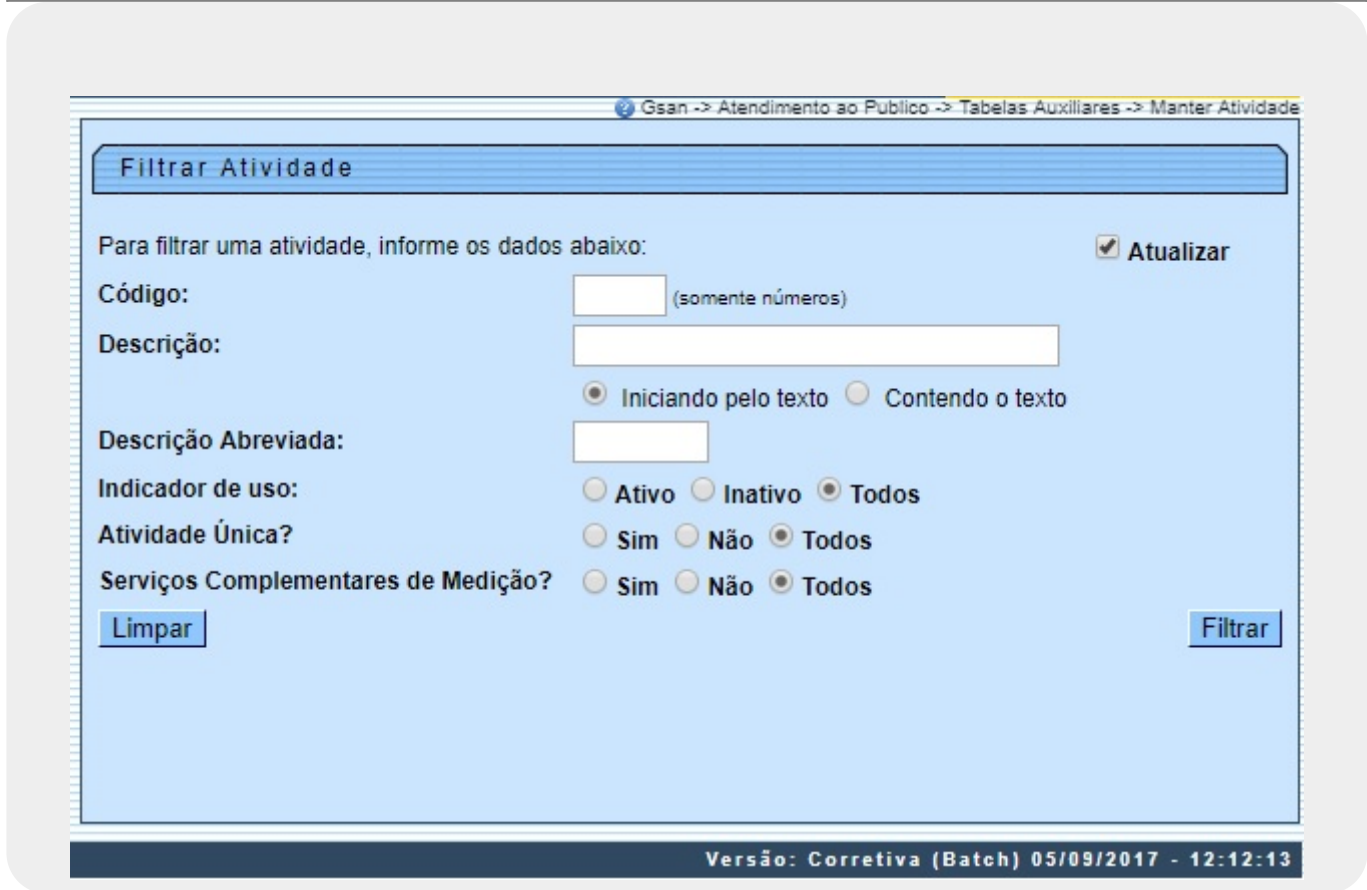 Gsan -> Atendimento ao Publico -> Tabelas Auxiliares -> Manter Atividade
Filtrar Atividade
Para filtrar uma atividade, informe os dados abaixo: Atualizar
Código: (somente números)
Descrição:
Iniciando pelo texto Contendo o texto
Descrição Abreviada:
Indicador de uso: Ativo Inativo Todos
Atividade Única? Sim Não Todos
Serviços Complementares de Medição? Sim Não Todos
Limpar Filtrar
Versão: Corretiva (Batch) 05/09/2017 - 12:12:13